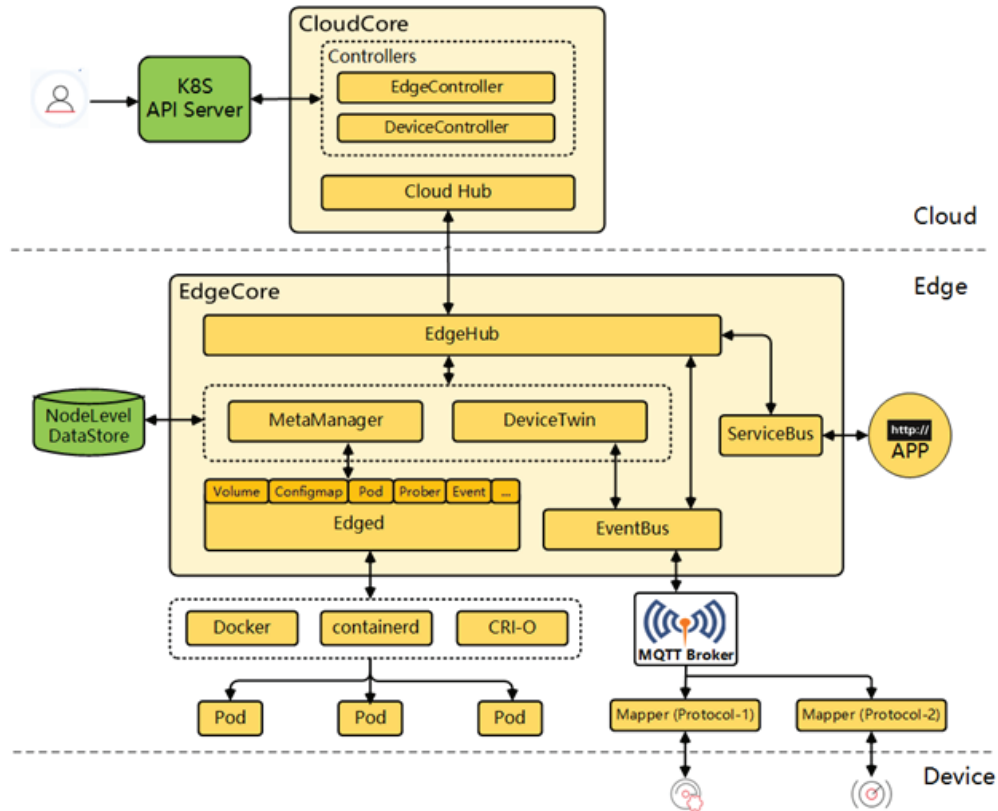 CloudCore
Controllers
EdgeController
DeviceController
K8S
API Server
Cloud Hub
Cloud
EdgeCore
Edge
EdgeHub
NodeLevel
DataStore
MetaManager
DeviceTwin
ServiceBus
http://
APP
Volume
Configmap
Pod
Prober
Event
...
Edged
EventBus
Docker
containerd
CRI-O
MQTT Broker
Pod
Pod
Pod
Mapper (Protocol-1)
Mapper (Protocol-2)
Device